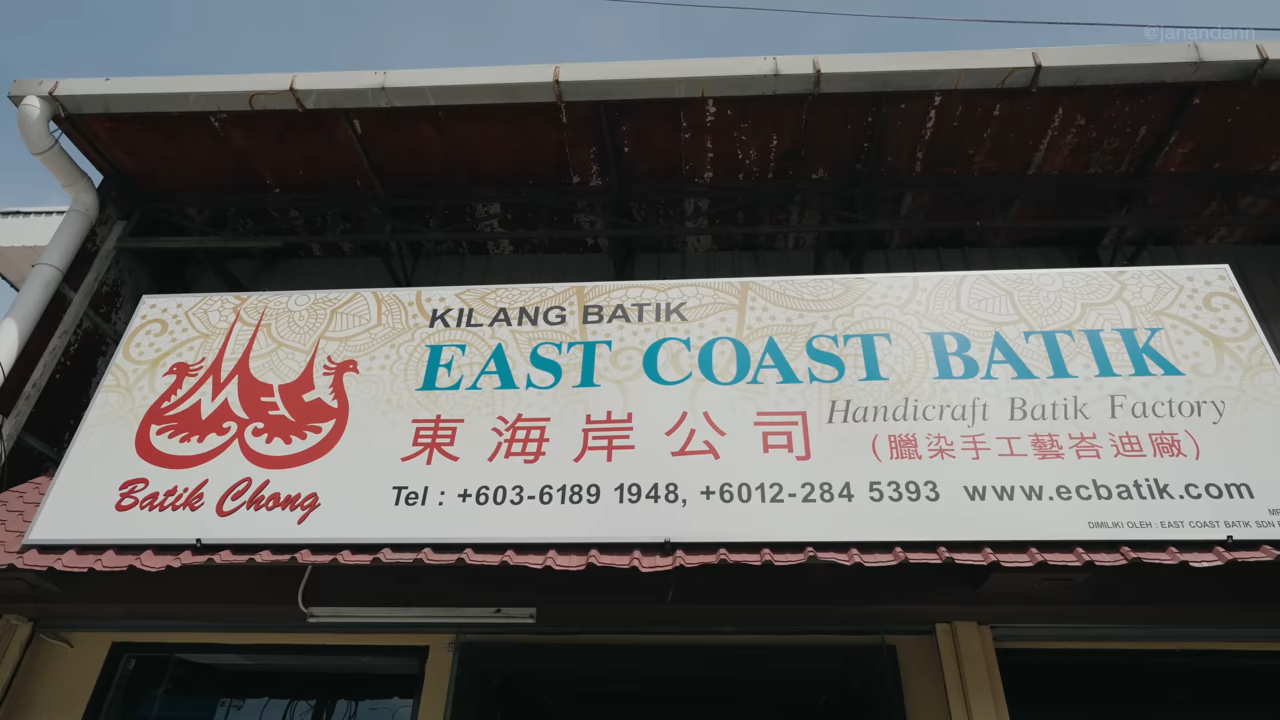 @janandann
KILANG BATIK
EAST COAST BATIK
Handicraft Batik Factory
東海岸公司
(臘染手工藝峇迪廠)
Batik Chong
Tel : +603-6189 1948, +6012-284 5393 www.ecbatik.com
DIMILIKI OLEH : EAST COAST BATIK SDN